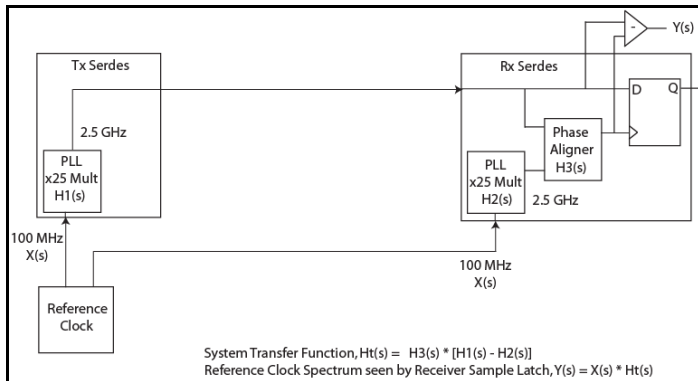 Y(s)
-
Tx Serdes
Rx Serdes
D
Q
2.5 GHz
Phase
Aligner
H3(s)
PLL
x25 Mult
H1(s)
PLL
x25 Mult
H2(s)
2.5 GHz
100 MHz
X(s)
100 MHz
X(s)
Reference
Clock
System Transfer Function, Ht(s) = H3(s) * [H1(s) - H2(s)]
Reference Clock Spectrum seen by Receiver Sample Latch, Y(s) = X(s) * Ht(s)